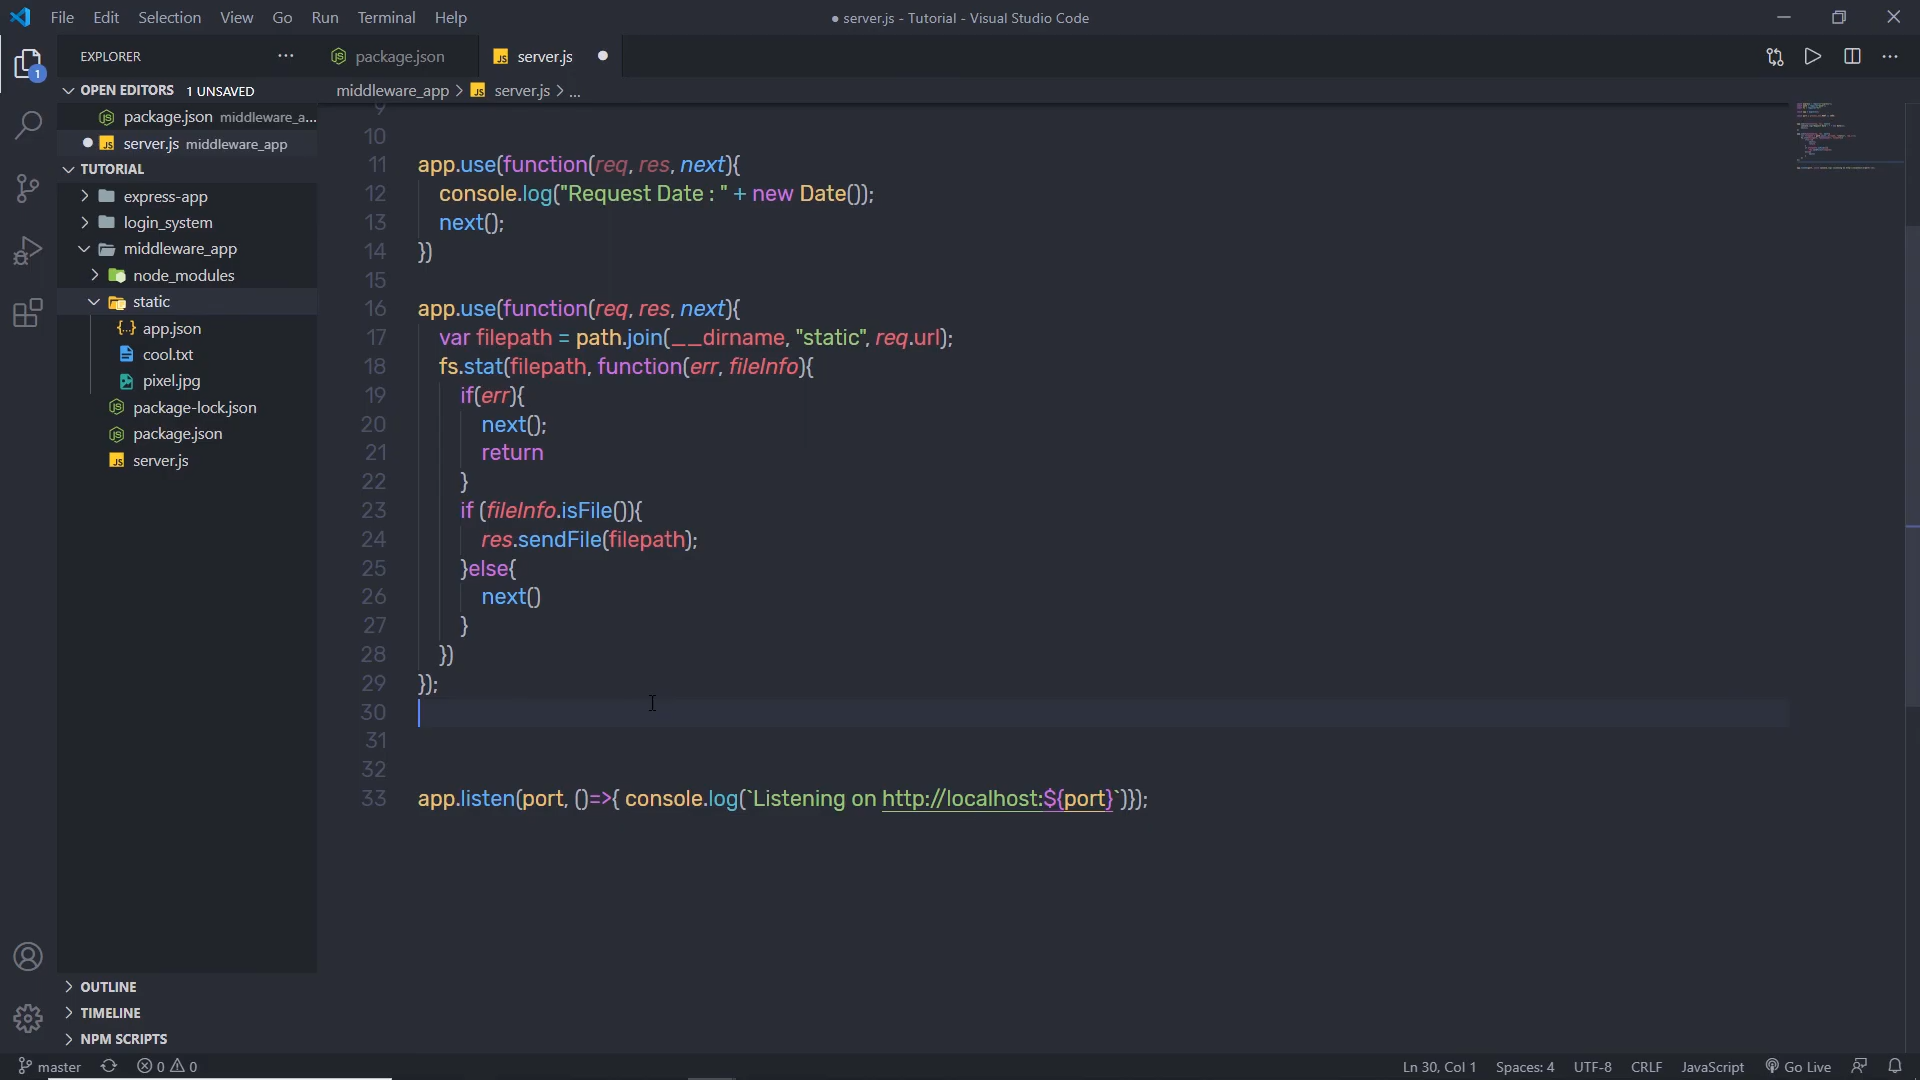 File Edit Selection View Go Run Terminal Help
● server.js - Tutorial - Visual Studio Code
EXPLORER
package.json
server.js
1
OPEN EDITORS 1 UNSAVED
package.json middleware_a...
server.js middleware_app
TUTORIAL
express-app
login_system
middleware_app
node_modules
static
app.json
cool.txt
pixel.jpg
package-lock.json
package.json
server.js
OUTLINE
TIMELINE
NPM SCRIPTS
middleware_app > server.js > ...
9
10
11 app.use(function(req, res, next){
12 console.log("Request Date : " + new Date());
13 next();
14 })
15
16 app.use(function(req, res, next){
17 var filepath = path.join(__dirname, "static", req.url);
18 fs.stat(filepath, function(err, fileInfo){
19 if(err){
20 next();
21 return
22 }
23 if (fileInfo.isFile()){
24 res.sendFile(filepath);
25 }else{
26 next()
27 }
28 })
29 });
30
31
32
33 app.listen(port, ()=>{ console.log(`Listening on http://localhost:${port}`)});
master 0 0
Ln 30, Col 1 Spaces: 4 UTF-8 CRLF JavaScript Go Live